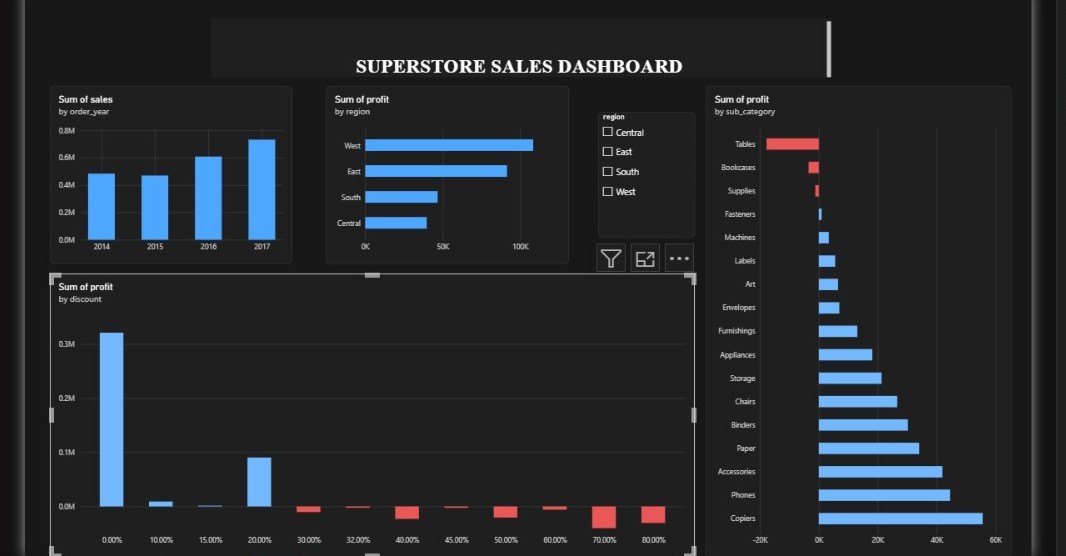 SUPERSTORE SALES DASHBOARD
Sum of sales
by order_year
0.8M
0.6M
0.4M
0.2M
0.0M
2014 2015 2016 2017
Sum of profit
by region
West
East
South
Central
0K 50K 100K
region
Central
East
South
West
Sum of profit
by discount
0.3M
0.2M
0.1M
0.0M
0.00% 10.00% 15.00% 20.00% 30.00% 32.00% 40.00% 45.00% 50.00% 60.00% 70.00% 80.00%
Sum of profit
by sub_category
Tables
Bookcases
Supplies
Fasteners
Machines
Labels
Art
Envelopes
Furnishings
Appliances
Storage
Chairs
Binders
Paper
Accessories
Phones
Copiers
-20K 0K 20K 40K 60K